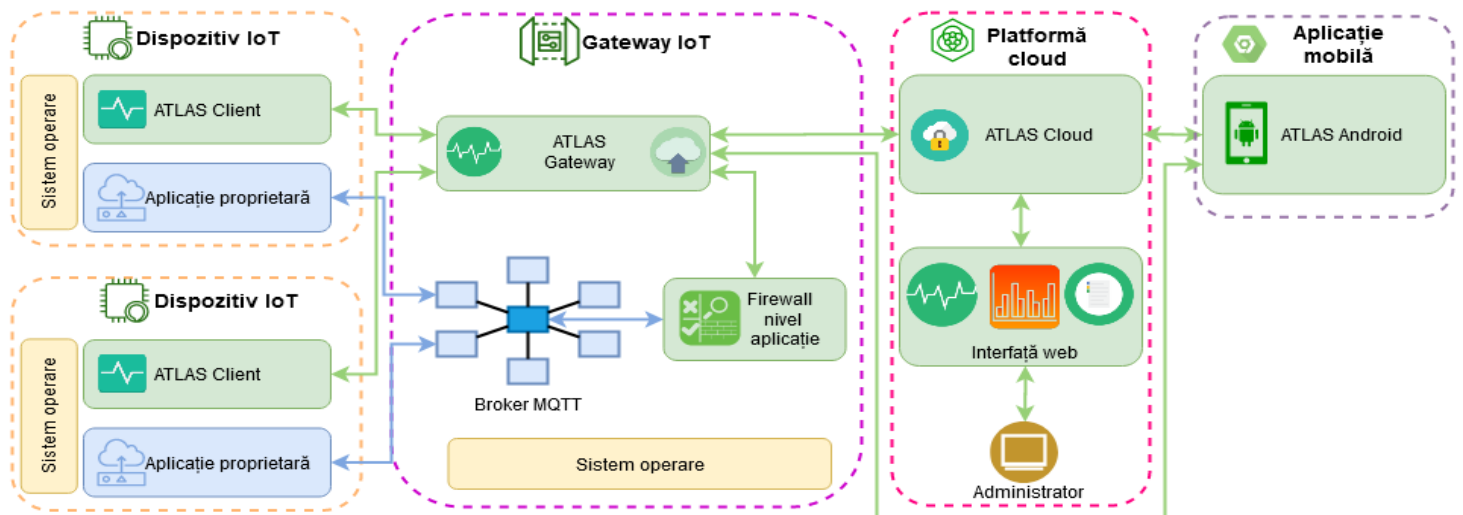 Dispozitiv IoT
Sistem operare
ATLAS Client
Aplicație proprietară
Dispozitiv IoT
Sistem operare
ATLAS Client
Aplicație proprietară
Gateway IoT
ATLAS
Gateway
Broker MQTT
Firewall
nivel
aplicație
Sistem operare
Platformă
cloud
ATLAS Cloud
Interfață web
Administrator
Aplicație
mobilă
ATLAS Android